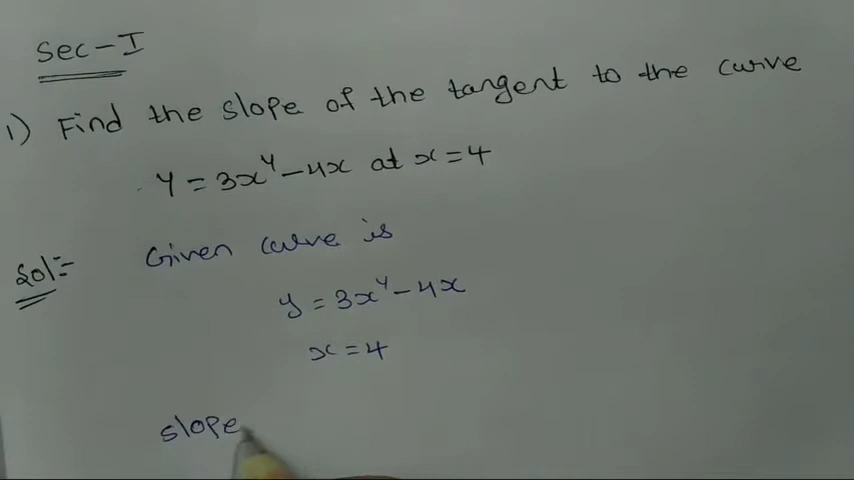 Sec-I
1) Find the slope of the tangent to the curve
y = 3x⁴ - 4x at x = 4
Sol:- Given curve is
y = 3x⁴ - 4x
x = 4
slope